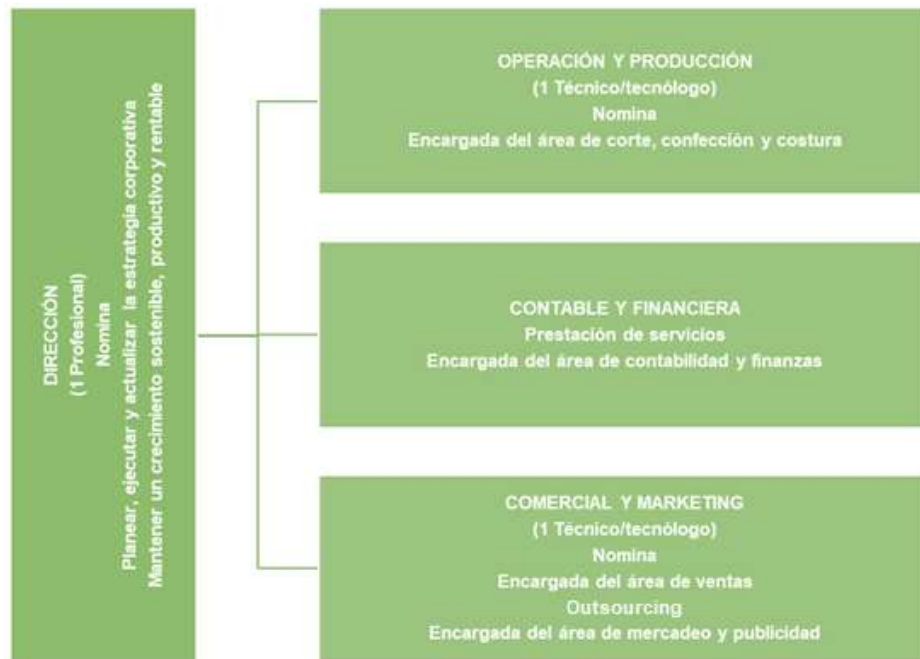 DIRECCIÓN
(1 Profesional)
Nomina
Planear, ejecutar y actualizar la estrategia corporativa
Mantener un crecimiento sostenible, productivo y rentable
OPERACIÓN Y PRODUCCIÓN
(1 Técnico/tecnólogo)
Nomina
Encargada del área de corte, confección y costura
CONTABLE Y FINANCIERA
Prestación de servicios
Encargada del área de contabilidad y finanzas
COMERCIAL Y MARKETING
(1 Técnico/tecnólogo)
Nomina
Encargada del área de ventas
Outsourcing
Encargada del área de mercadeo y publicidad